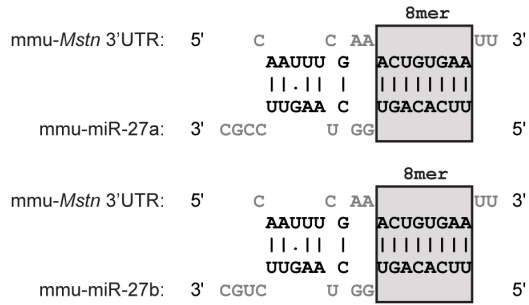 8mer
mmu-Mstn 3'UTR: 5' C C AA UU 3'
AAUUU G ACUGUGAA
||.|| | ||||||||
UUGAA C UGACACUU
mmu-miR-27a: 3' CGCC U GG 5'
8mer
mmu-Mstn 3'UTR: 5' C C AA UU 3'
AAUUU G ACUGUGAA
||.|| | ||||||||
UUGAA C UGACACUU
mmu-miR-27b: 3' CGUC U GG 5'